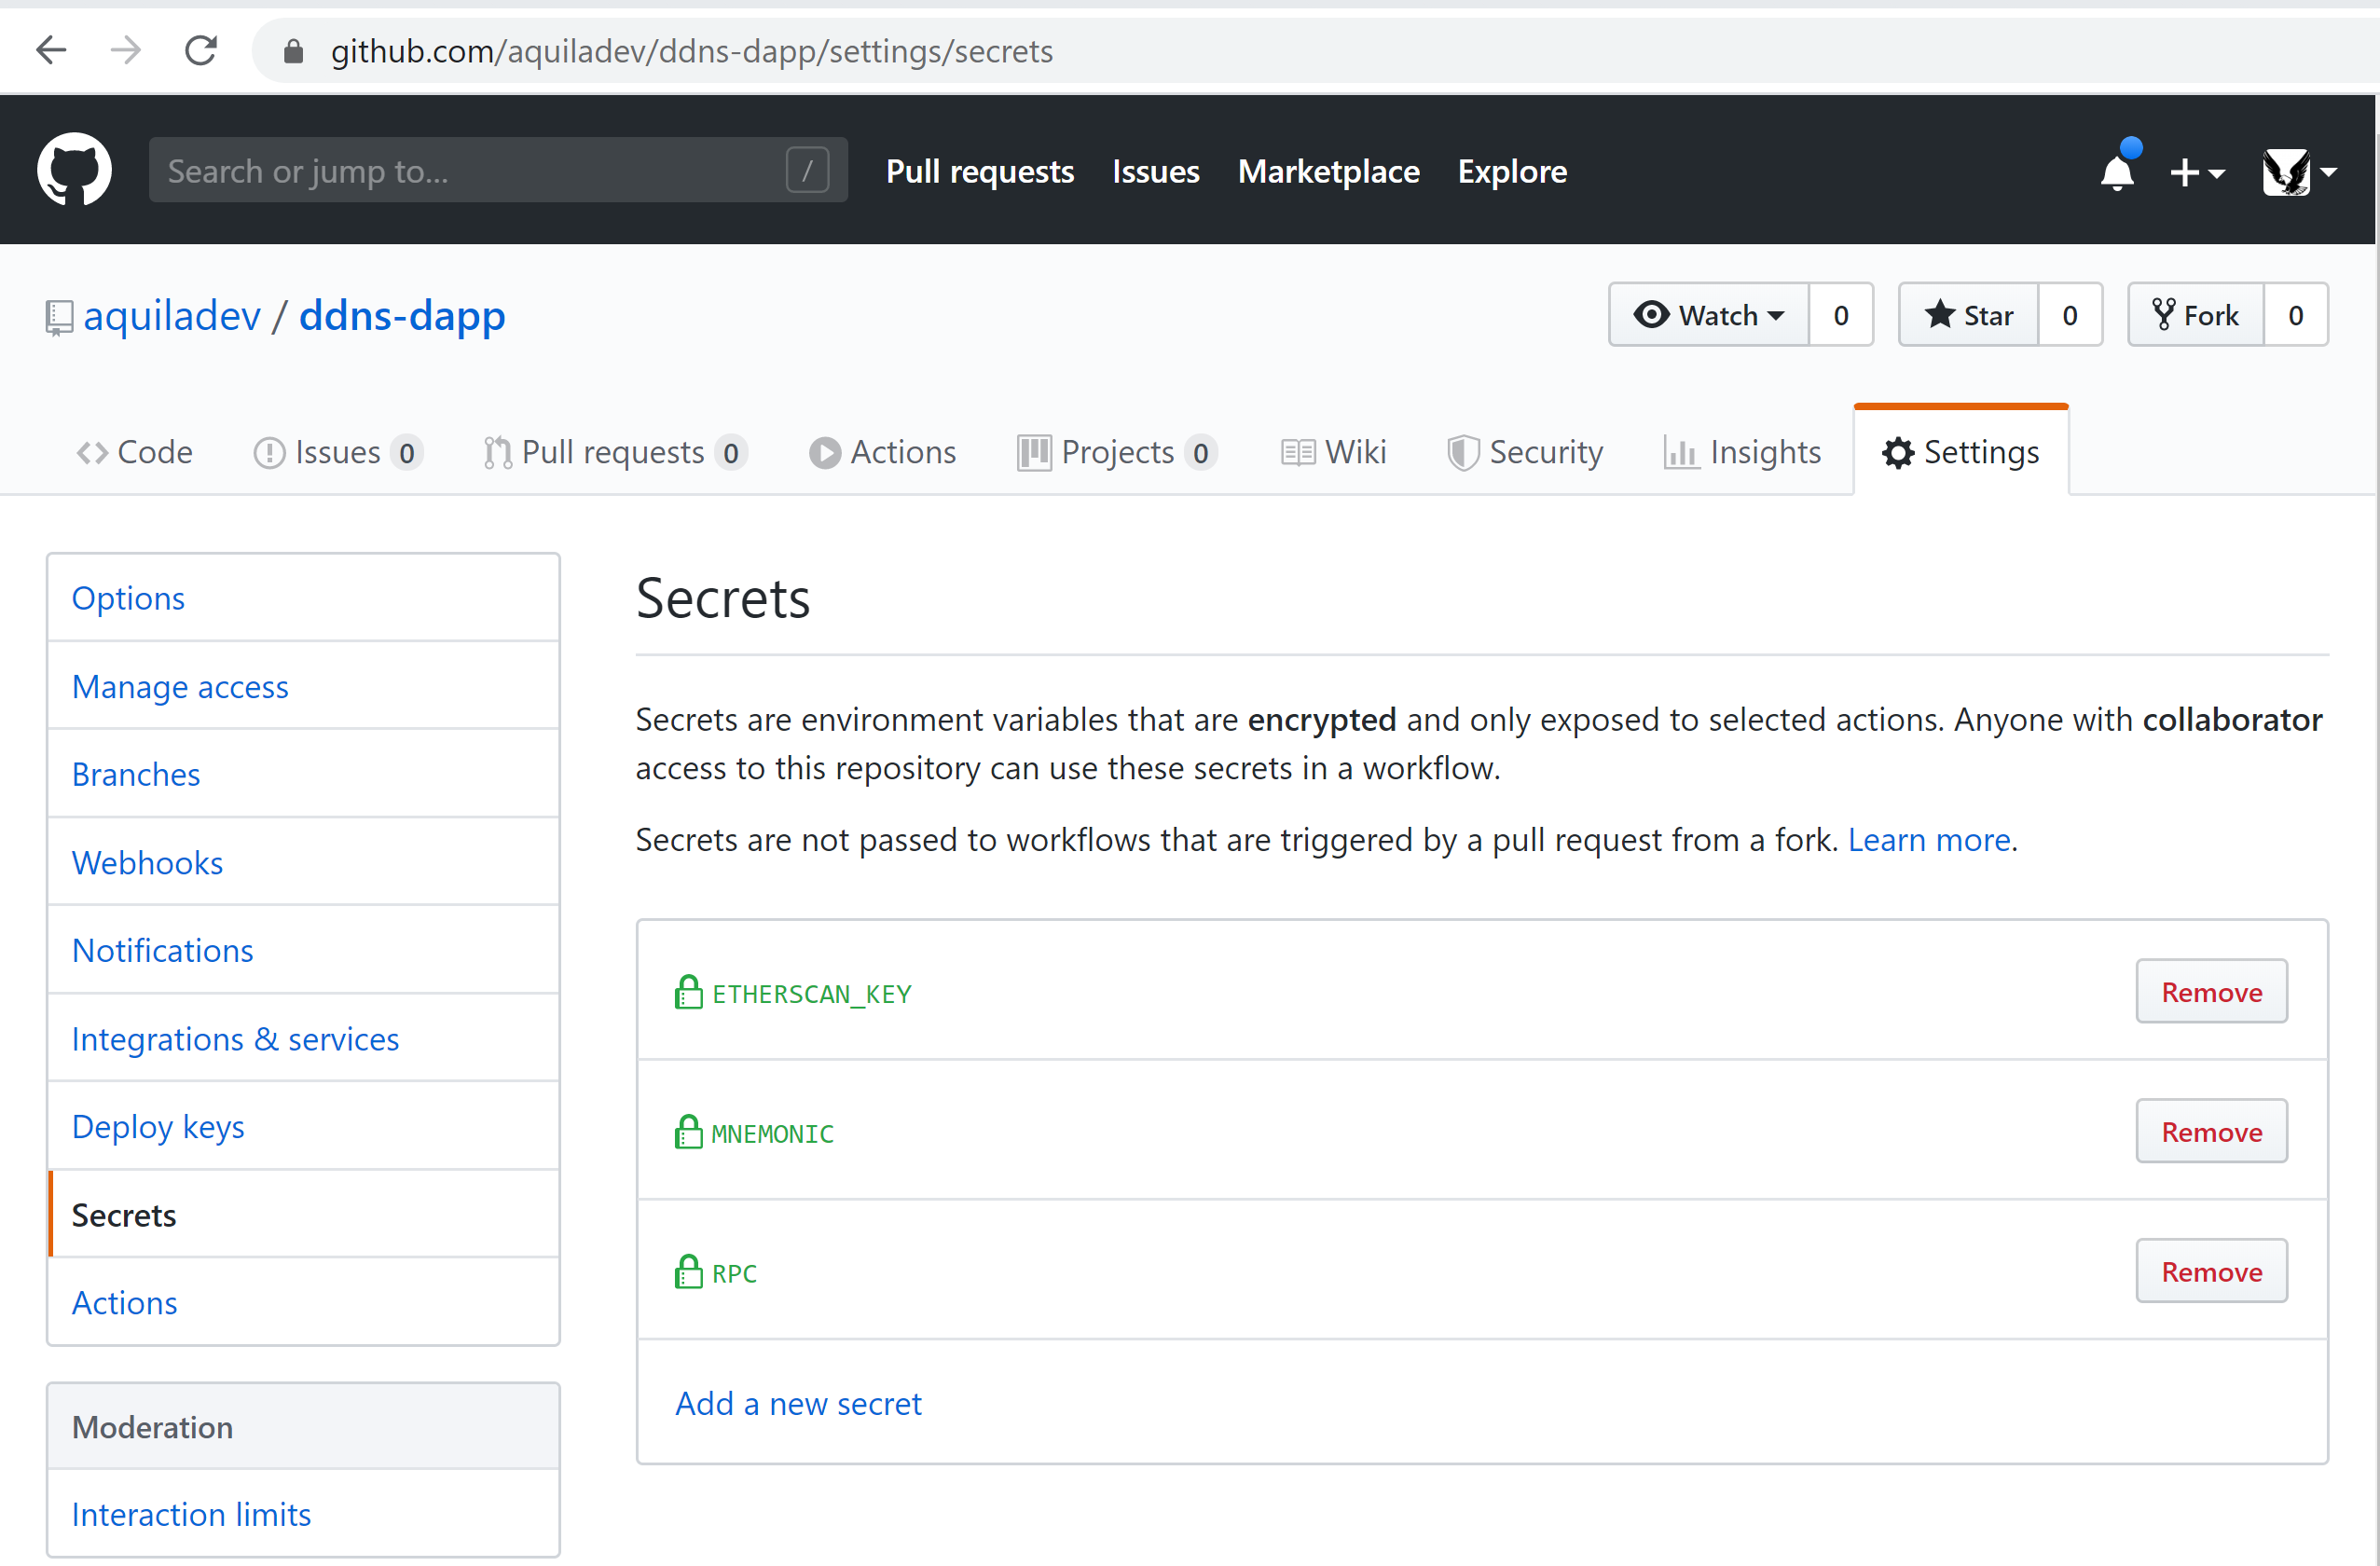 github.com/aquiladev/ddns-dapp/settings/secrets
Search or jump to... /
Pull requests Issues Marketplace Explore
aquiladev / ddns-dapp
Watch 0 Star 0 Fork 0
Code Issues 0 Pull requests 0 Actions Projects 0 Wiki Security Insights Settings
Options
Manage access
Branches
Webhooks
Notifications
Integrations & services
Deploy keys
Secrets
Actions
Moderation
Interaction limits
Secrets
Secrets are environment variables that are encrypted and only exposed to selected actions. Anyone with collaborator
access to this repository can use these secrets in a workflow.
Secrets are not passed to workflows that are triggered by a pull request from a fork. Learn more.
ETHERSCAN_KEY Remove
MNEMONIC Remove
RPC Remove
Add a new secret